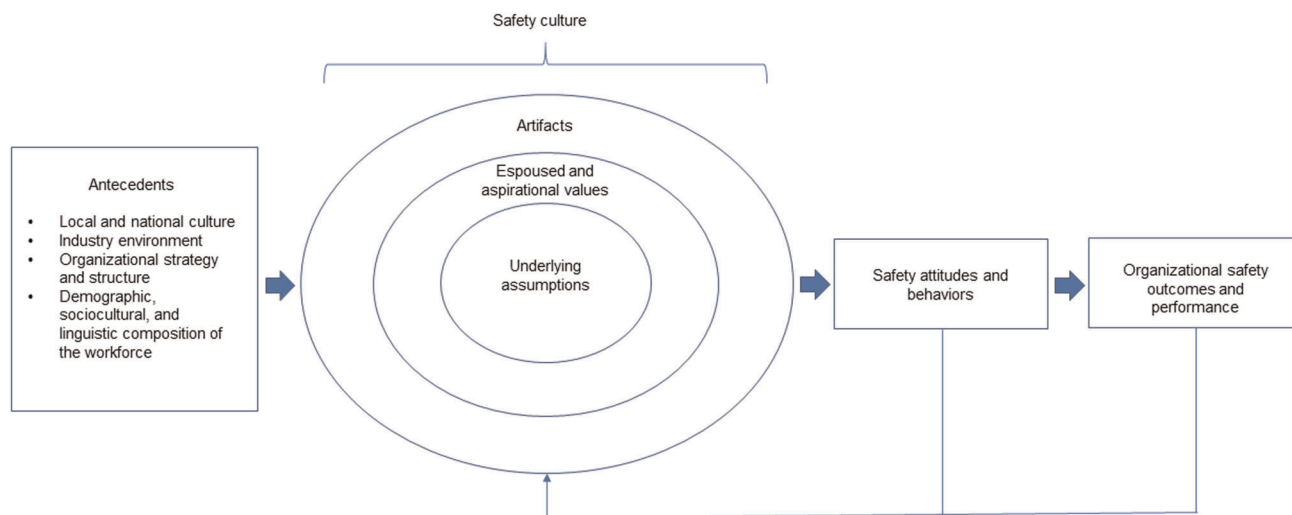 Safety culture
Artifacts
Espoused and
aspirational values
Underlying
assumptions
Antecedents
• Local and national culture
• Industry environment
• Organizational strategy
and structure
• Demographic,
sociocultural, and
linguistic composition of
the workforce
Safety attitudes and
behaviors
Organizational safety
outcomes and
performance